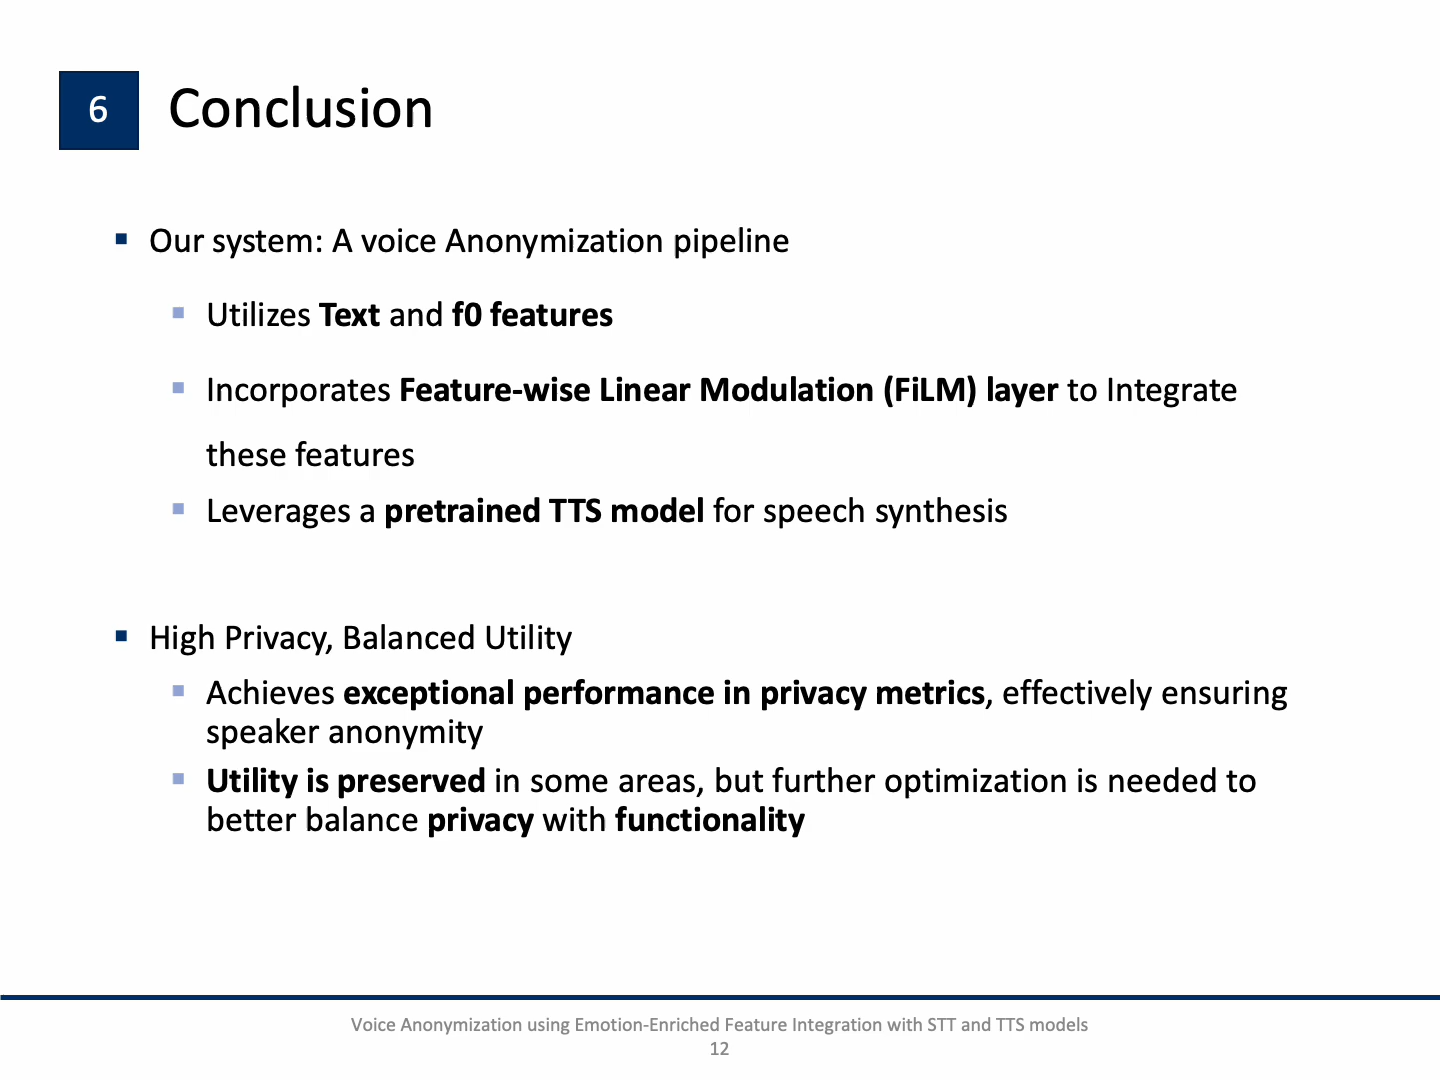 6
Conclusion
Our system: A voice Anonymization pipeline
Utilizes Text and f0 features
Incorporates Feature-wise Linear Modulation (FiLM) layer to Integrate
these features
Leverages a pretrained TTS model for speech synthesis
High Privacy, Balanced Utility
Achieves exceptional performance in privacy metrics, effectively ensuring
speaker anonymity
Utility is preserved in some areas, but further optimization is needed to
better balance privacy with functionality
Voice Anonymization using Emotion-Enriched Feature Integration with STT and TTS models
12